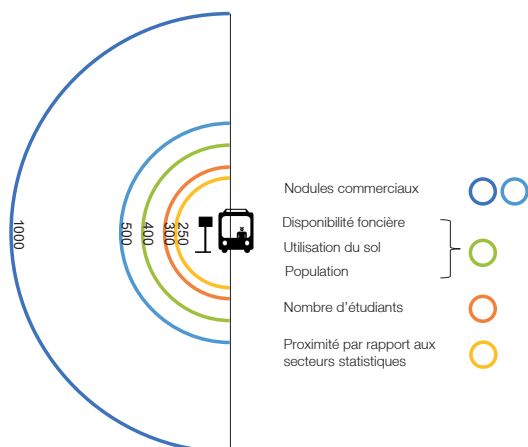 1000
500
400
300
250
Nodules commerciaux
Disponibilité foncière
Utilisation du sol
Population
Nombre d’étudiants
Proximité par rapport aux
secteurs statistiques